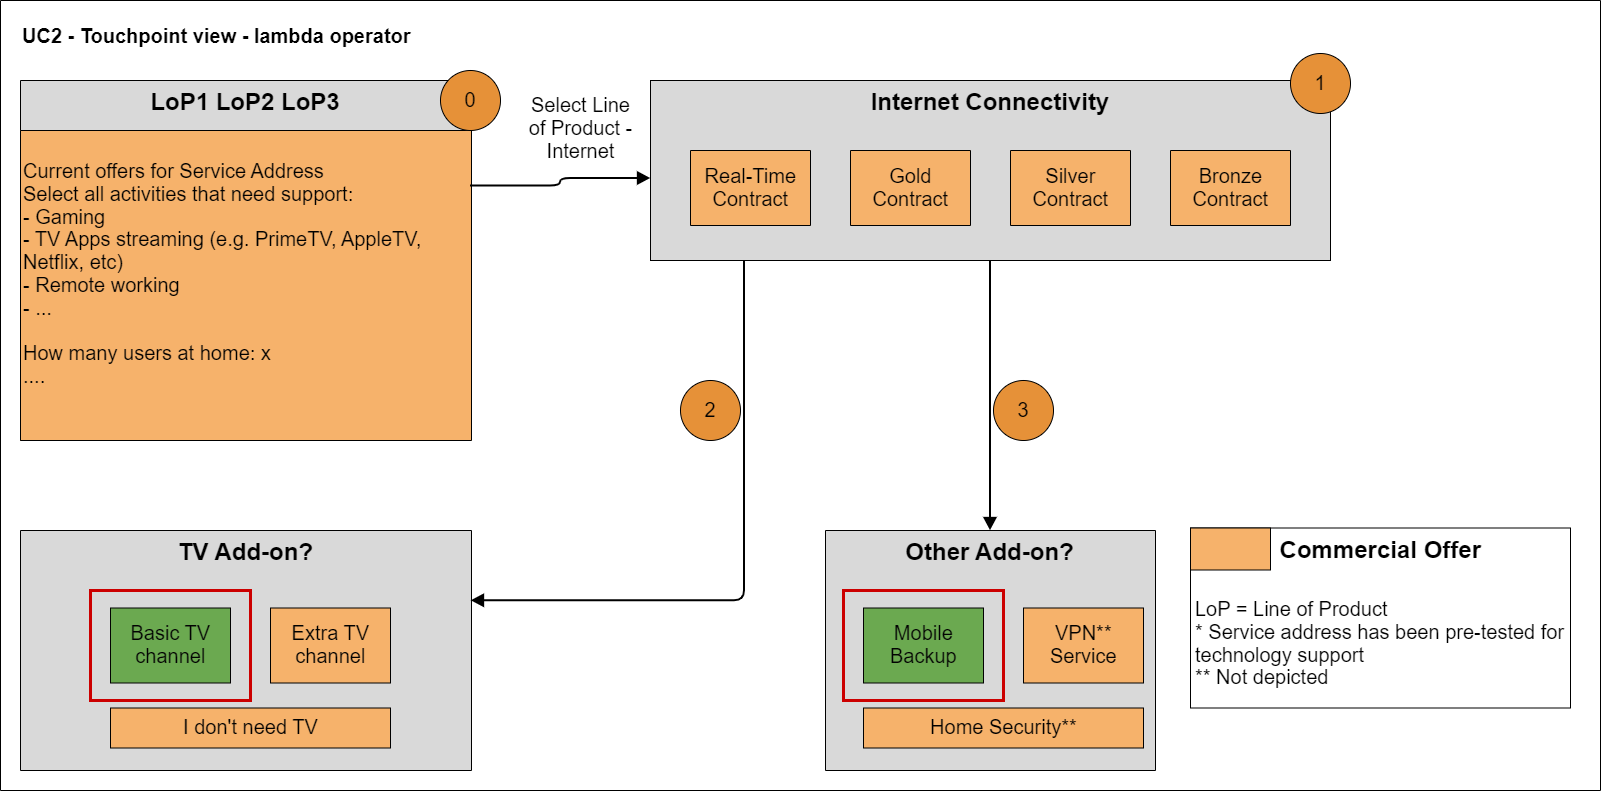 UC2 - Touchpoint view - lambda operator
LoP1 LoP2 LoP3
0
Current offers for Service Address
Select all activities that need support:
- Gaming
- TV Apps streaming (e.g. PrimeTV, AppleTV,
Netflix, etc)
- Remote working
- ...
How many users at home: x
....
Select Line
of Product -
Internet
Internet Connectivity
1
Real-Time
Contract
Gold
Contract
Silver
Contract
Bronze
Contract
2
3
TV Add-on?
Basic TV
channel
Extra TV
channel
I don't need TV
Other Add-on?
Mobile
Backup
VPN**
Service
Home Security**
Commercial Offer
LoP = Line of Product
* Service address has been pre-tested for
technology support
** Not depicted